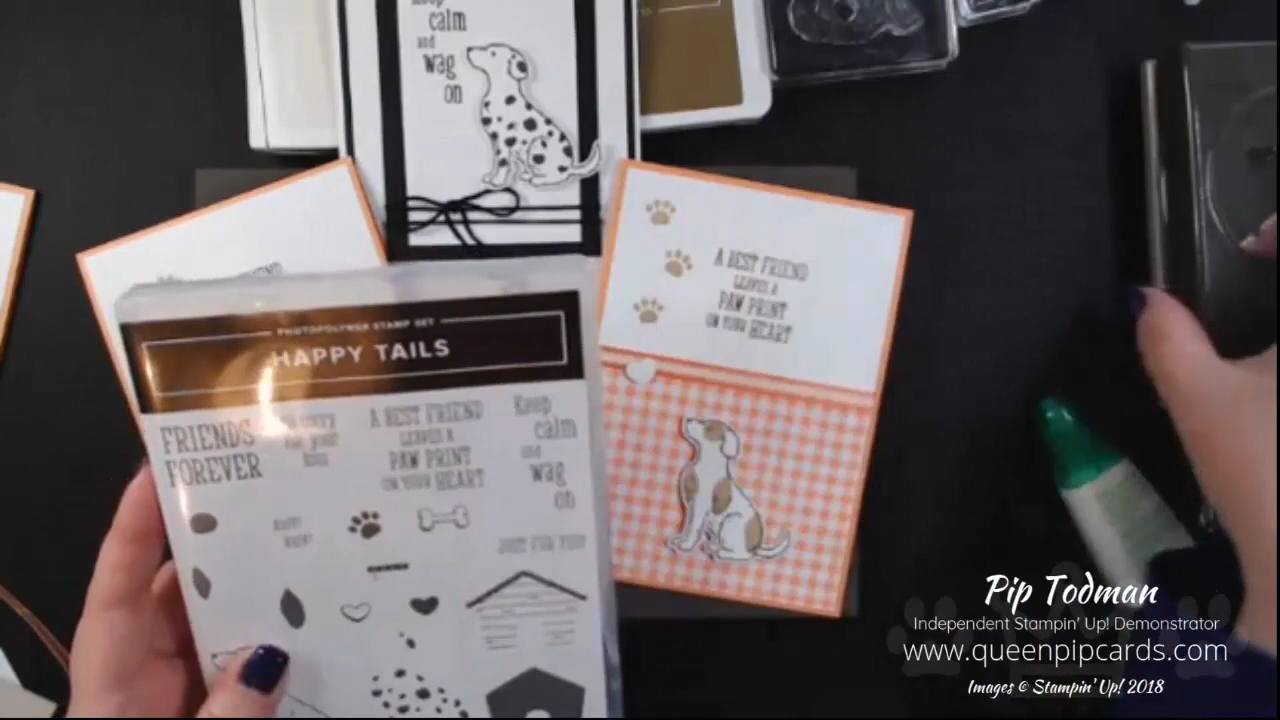 Keep
calm
and
wag
on
A BEST FRIEND
LEAVES A
PAW PRINT
ON YOUR HEART
PHOTOPOLYMER STAMP SET
HAPPY TAILS
FRIENDS
FOREVER
for your
A BEST FRIEND
LEAVES A
PAW PRINT
ON YOUR HEART
Keep
calm
and
wag
on
JUST FOR YOU!
Pip Todman
Independent Stampin' Up! Demonstrator
www.queenpipcards.com
Images © Stampin' Up! 2018